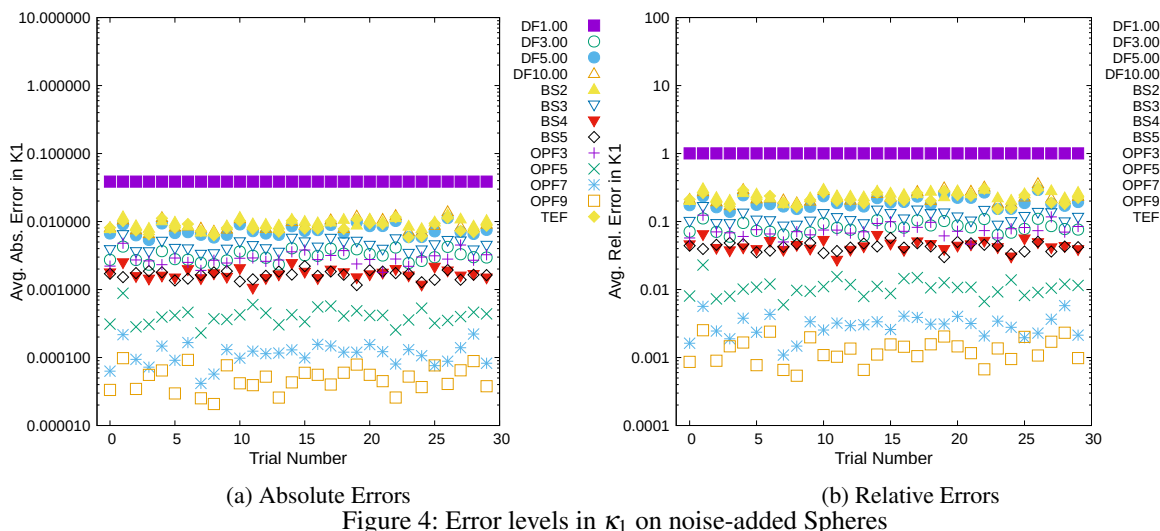 10.000000
1.000000
0.100000
0.010000
0.001000
0.000100
0.000010
Avg. Abs. Error in K1
0 5 10 15 20 25 30
Trial Number
DF1.00
DF3.00
DF5.00
DF10.00
BS2
BS3
BS4
BS5
OPF3
OPF5
OPF7
OPF9
TEF
(a) Absolute Errors
100
10
1
0.1
0.01
0.001
0.0001
Avg. Rel. Error in K1
0 5 10 15 20 25 30
Trial Number
DF1.00
DF3.00
DF5.00
DF10.00
BS2
BS3
BS4
BS5
OPF3
OPF5
OPF7
OPF9
TEF
(b) Relative Errors
Figure 4: Error levels in κ₁ on noise-added Spheres